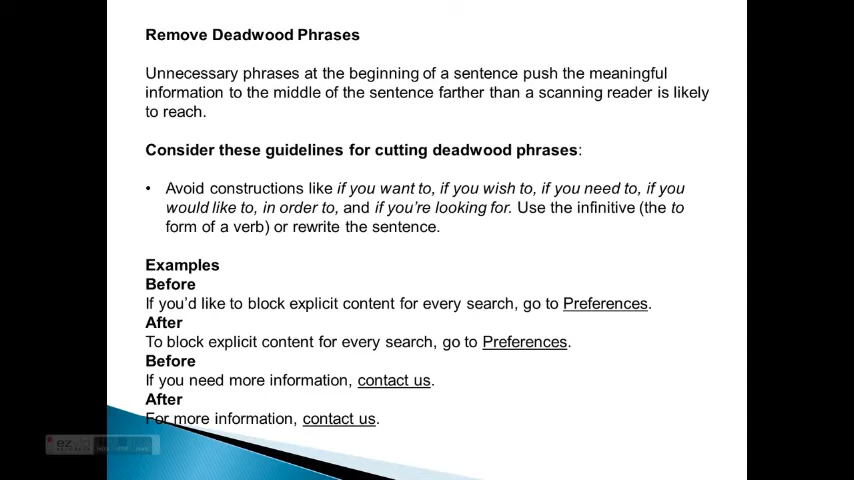 Remove Deadwood Phrases
Unnecessary phrases at the beginning of a sentence push the meaningful
information to the middle of the sentence farther than a scanning reader is likely
to reach.
Consider these guidelines for cutting deadwood phrases:
• Avoid constructions like if you want to, if you wish to, if you need to, if you
would like to, in order to, and if you're looking for. Use the infinitive (the to
form of a verb) or rewrite the sentence.
Examples
Before
If you'd like to block explicit content for every search, go to Preferences.
After
To block explicit content for every search, go to Preferences.
Before
If you need more information, contact us.
After
For more information, contact us.